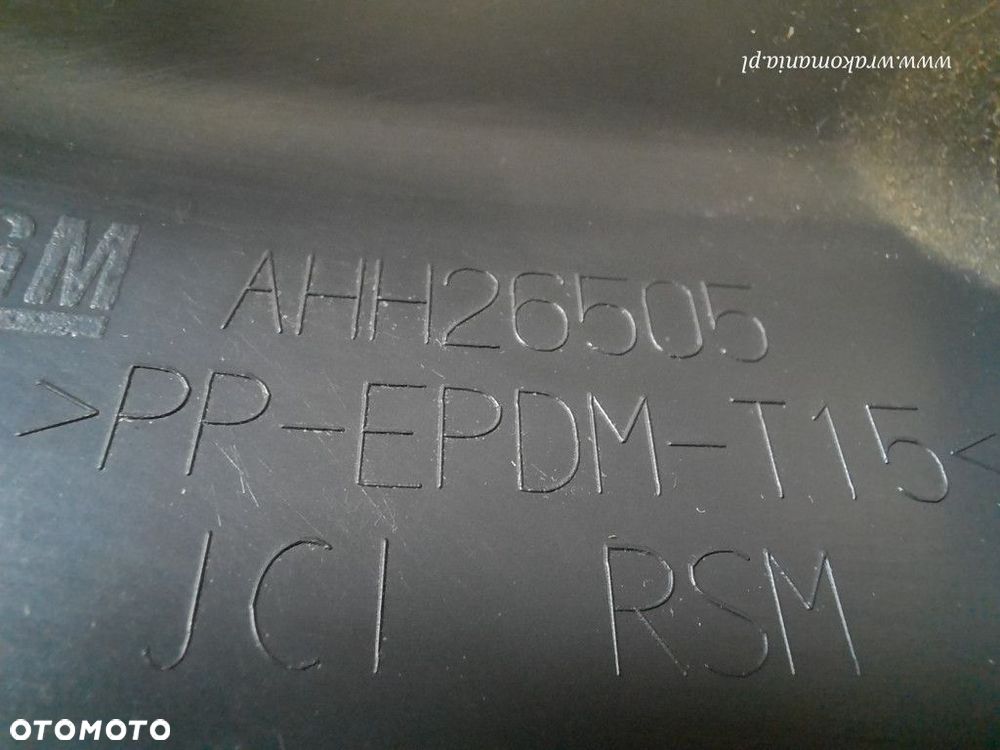 www.wrakomania.pl
GM
AHH26505
>PP-EPDM-T15<
JCI RSM
OTOMOTO